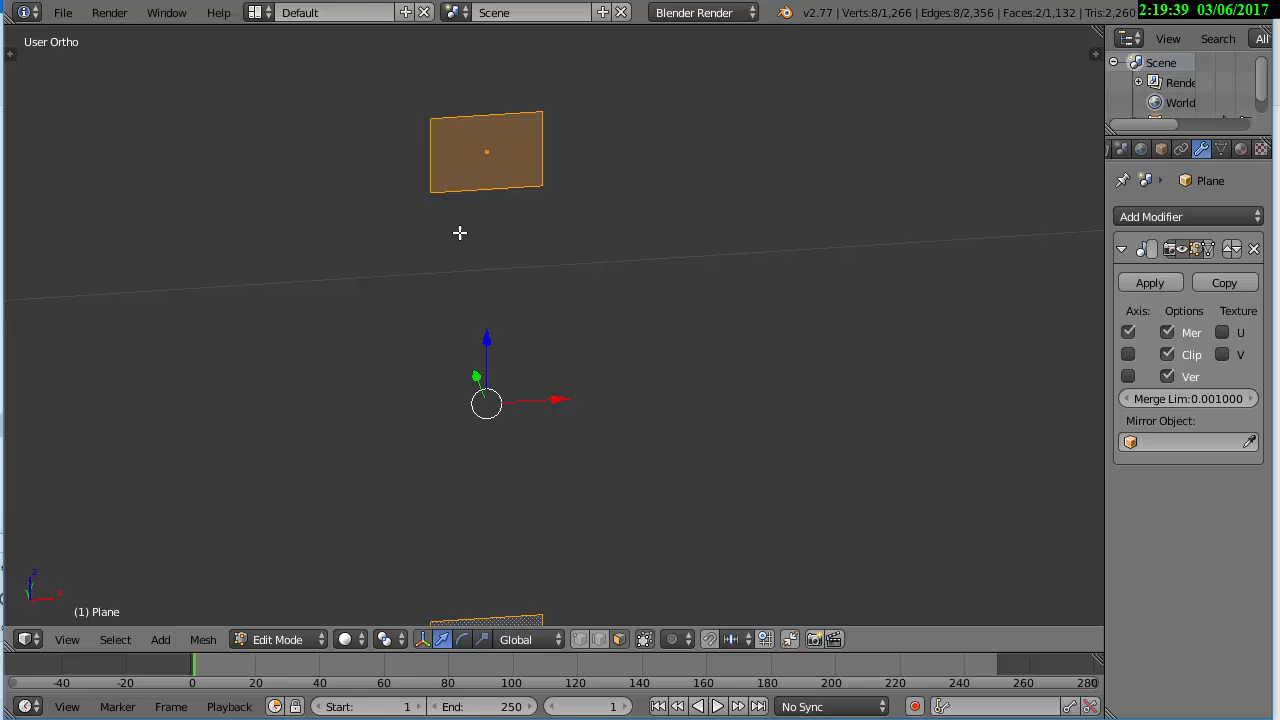 File Render Window Help Default Scene Blender Render v2.77 | Verts:8/1,266 | Edges:8/2,356 | Faces:2/1,132 | Tris:2,260
2:19:39 03/06/2017
User Ortho
View Search All
Scene
Rende
World
Plane
Add Modifier
Apply Copy
Axis: Options Texture
Mer U
Clip V
Ver
Merge Lim:0.001000
Mirror Object:
z
x
(1) Plane
View Select Add Mesh Edit Mode Global
-40 -20 0 20 40 60 80 100 120 140 160 180 200 220 240 260 280
View Marker Frame Playback Start: 1 End: 250 1 No Sync